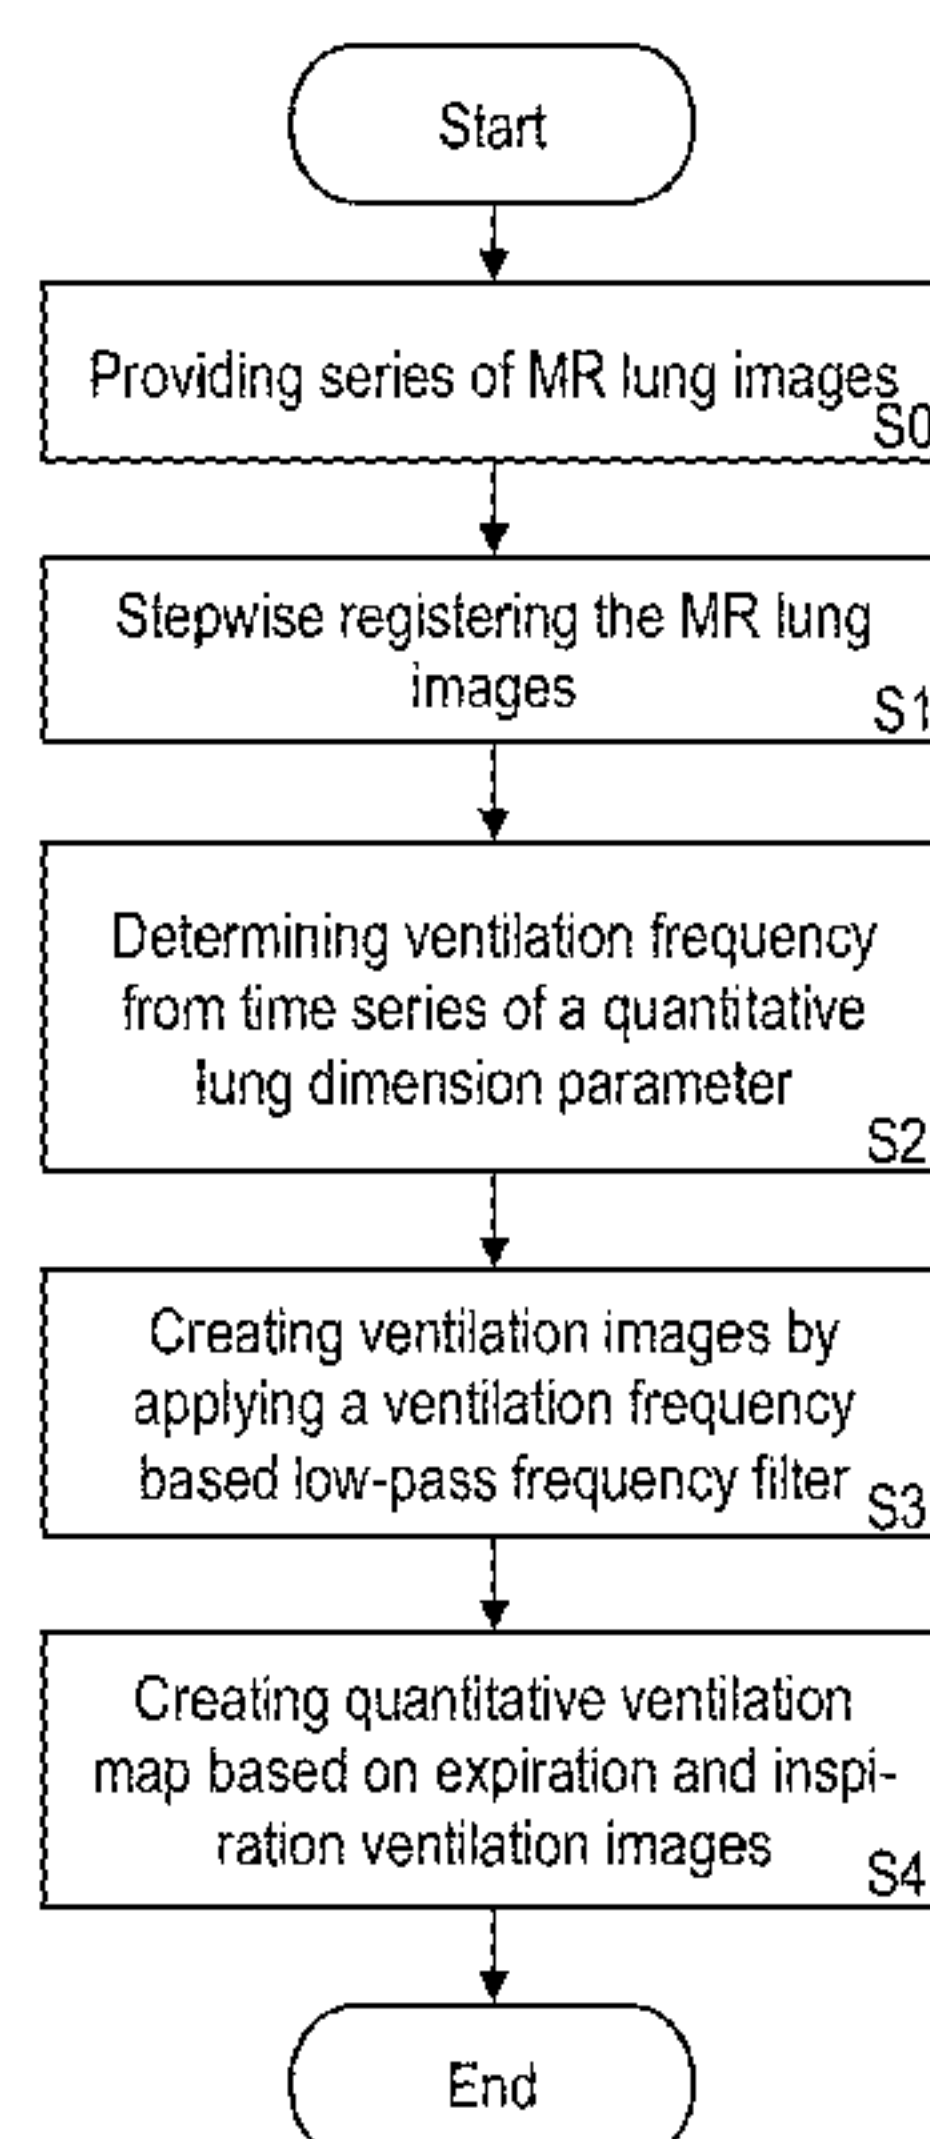 Start
Providing series of MR lung images
S0
Stepwise registering the MR lung
images
S1
Determining ventilation frequency
from time series of a quantitative
lung dimension parameter
S2
Creating ventilation images by
applying a ventilation frequency
based low-pass frequency filter
S3
Creating quantitative ventilation
map based on expiration and inspi-
ration ventilation images
S4
End